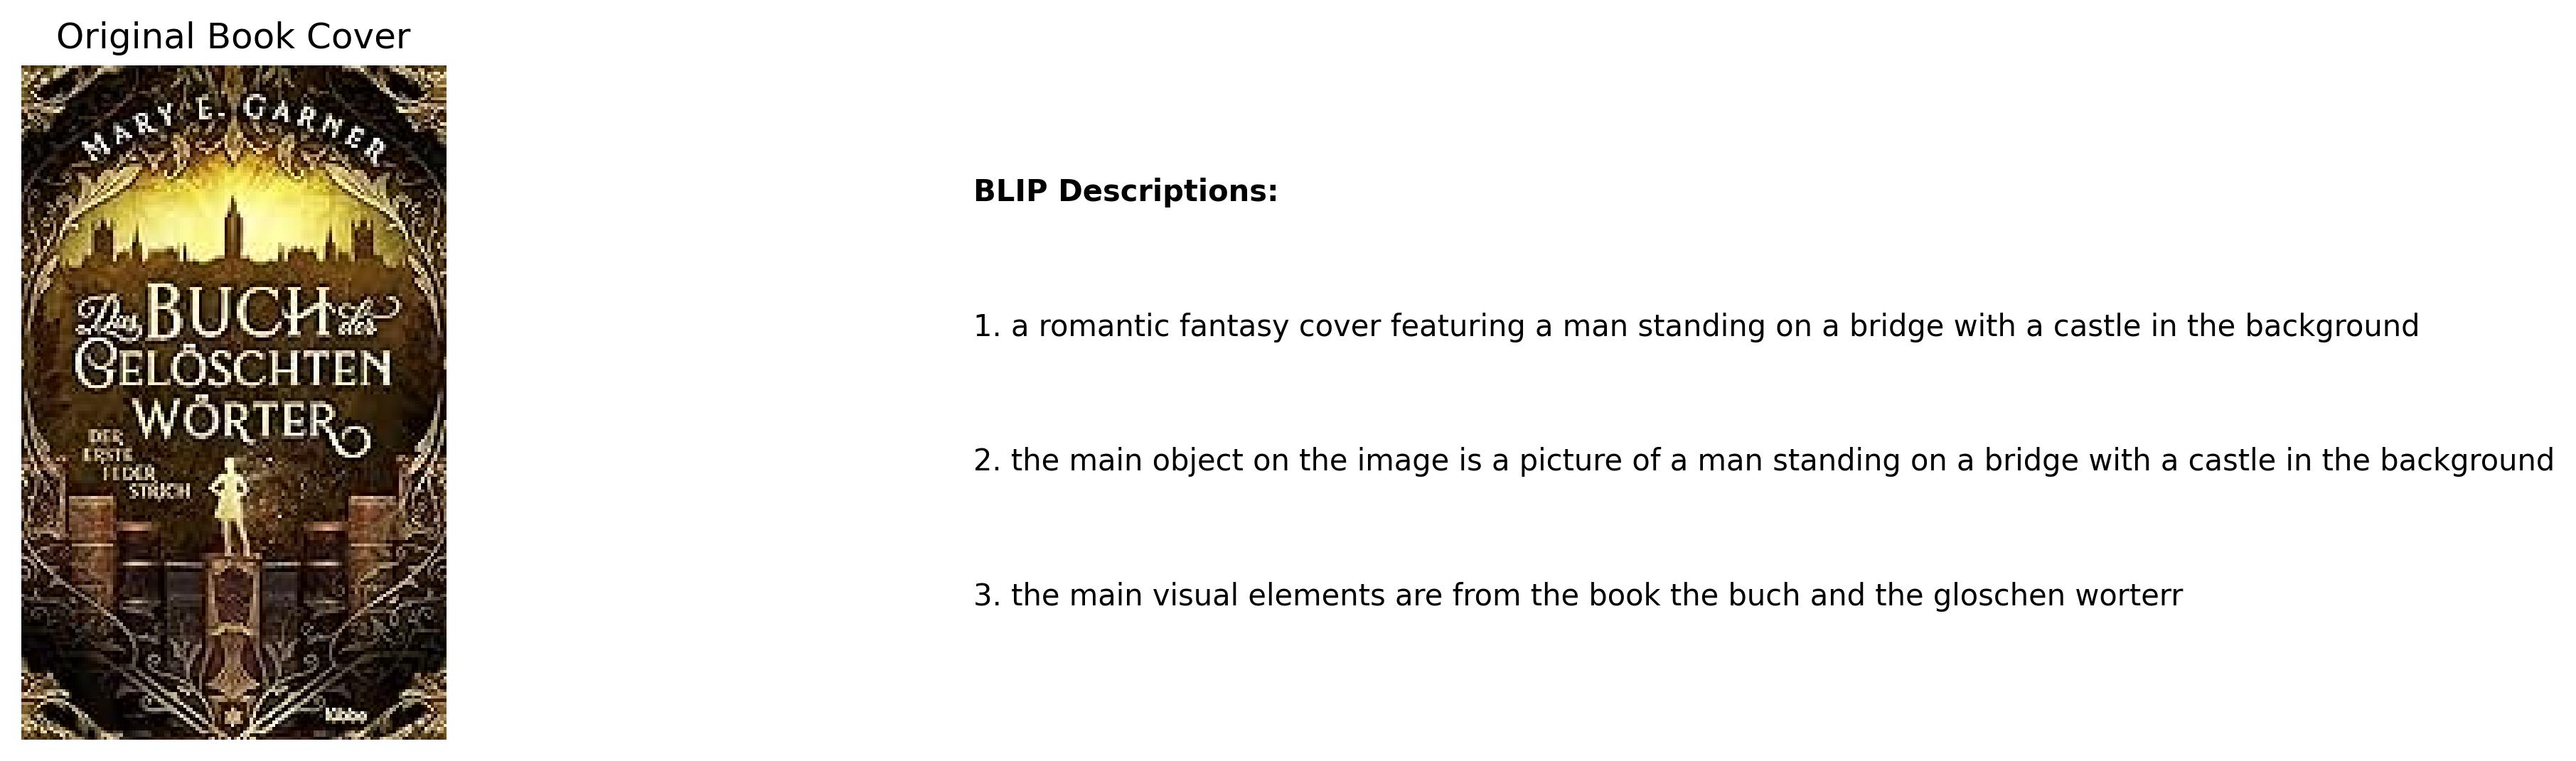 Original Book Cover
MARY E. GARNER
Das BUCH der
GELÖSCHTEN
WÖRTER
DER
ERSTE
FEDER
STRICH
lübbe
BLIP Descriptions:
1. a romantic fantasy cover featuring a man standing on a bridge with a castle in the background
2. the main object on the image is a picture of a man standing on a bridge with a castle in the background
3. the main visual elements are from the book the buch and the gloschen worterr